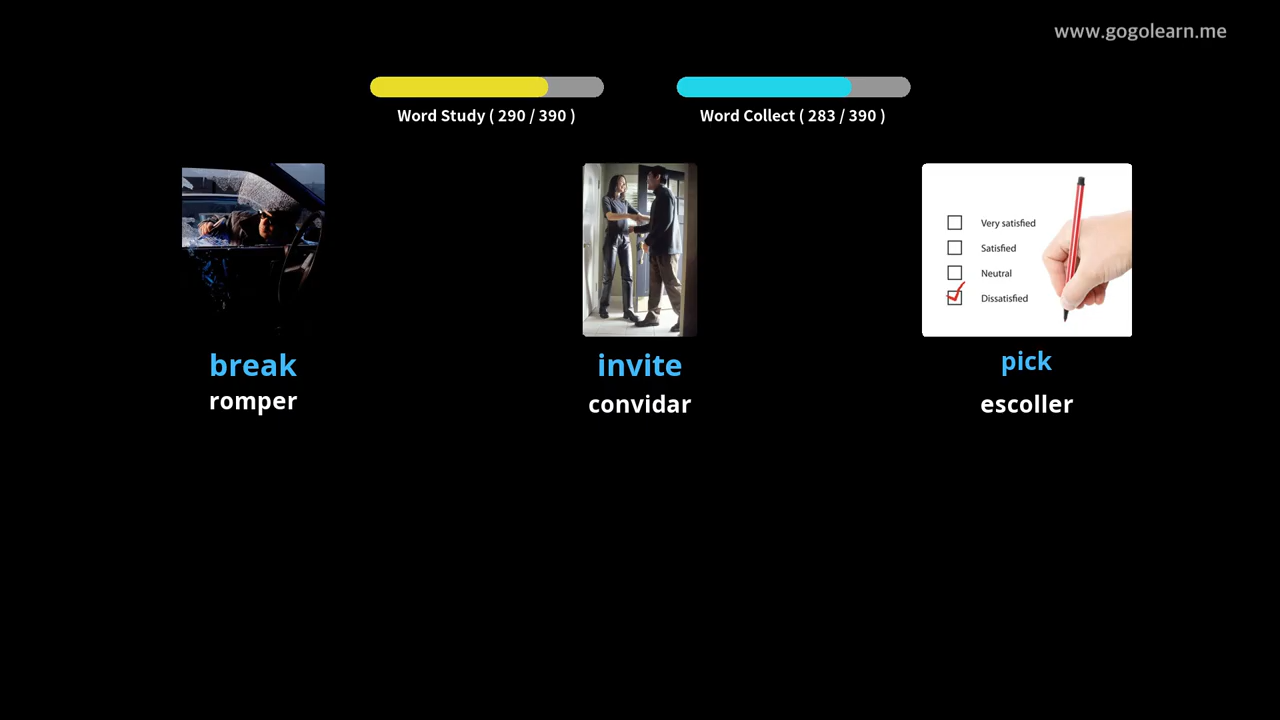 www.gogolearn.me
Word Study ( 290 / 390 )
Word Collect ( 283 / 390 )
Very satisfied
Satisfied
Neutral
Dissatisfied
break
invite
pick
romper
convidar
escoller